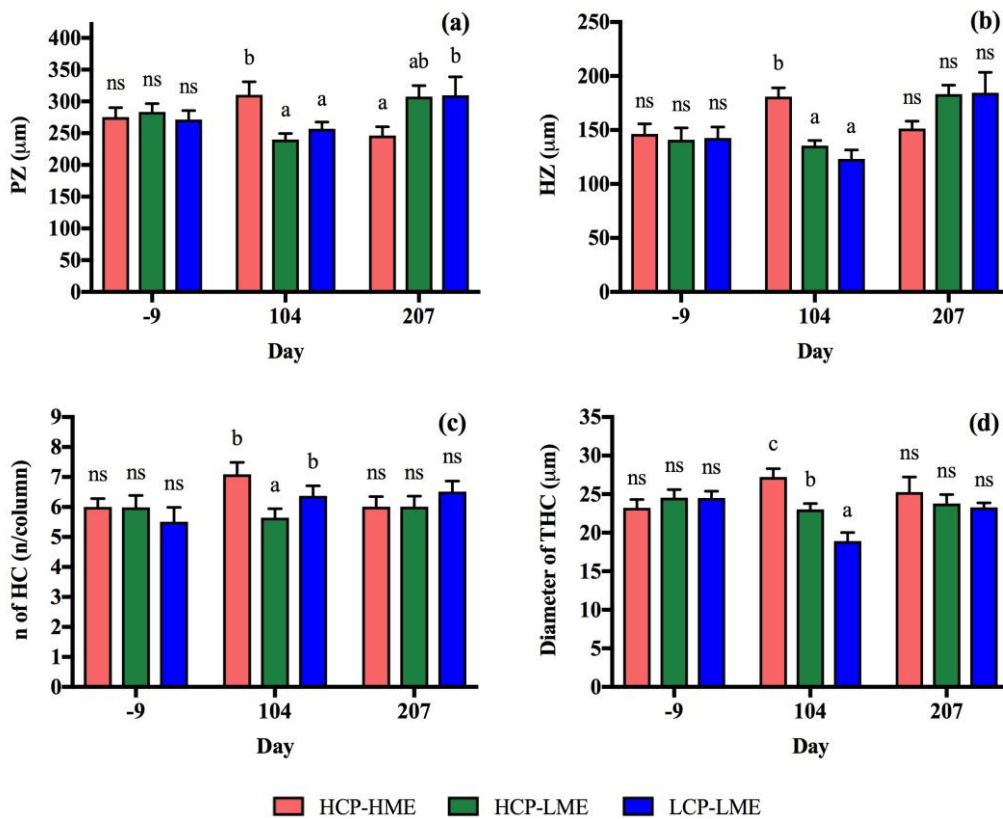 (a)
PZ (μm)
400
350
300
250
200
150
100
50
0
ns ns ns b a a a ab b
-9 104 207
Day
(b)
HZ (μm)
250
200
150
100
50
0
ns ns ns b a a ns ns ns
-9 104 207
Day
(c)
n of HC (n/column)
9
8
7
6
5
4
3
2
1
0
ns ns ns b a b ns ns ns
-9 104 207
Day
(d)
Diameter of THC (μm)
35
30
25
20
15
10
5
0
ns ns ns c b a ns ns ns
-9 104 207
Day
HCP-HME HCP-LME LCP-LME